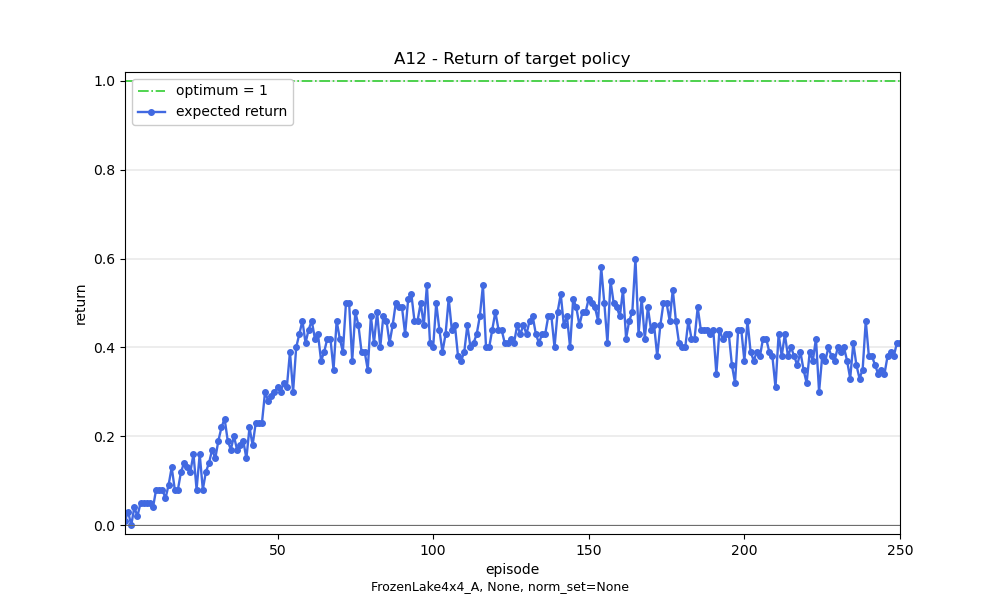 A12 - Return of target policy
1.0
0.8
0.6
0.4
0.2
0.0
return
optimum = 1
expected return
50
100
150
200
250
episode
FrozenLake4x4_A, None, norm_set=None